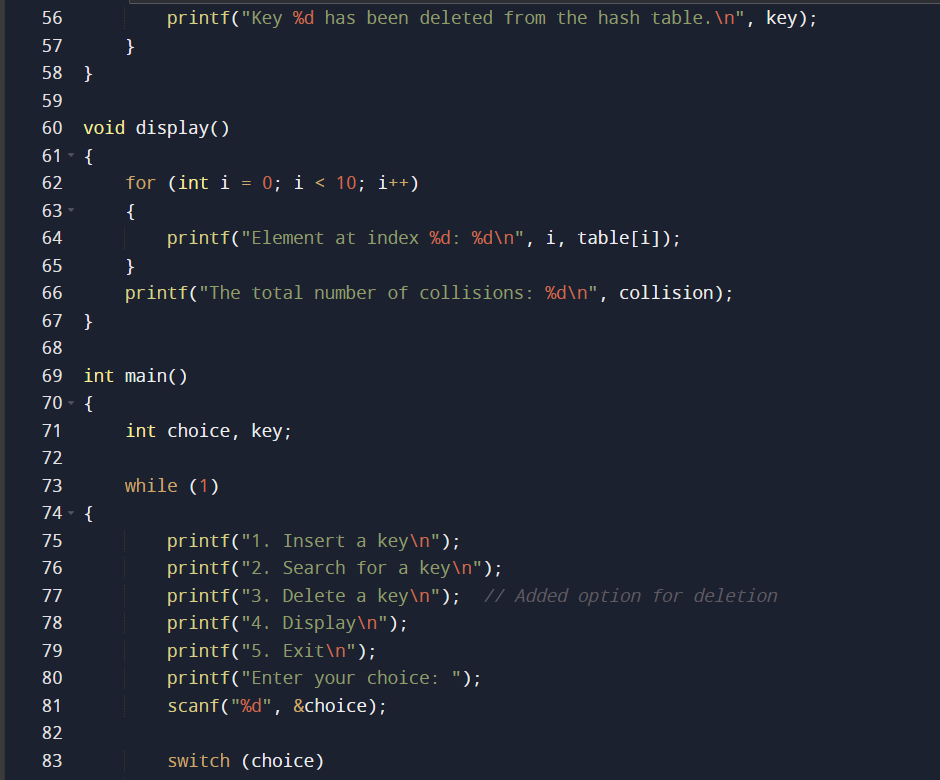 56 printf("Key %d has been deleted from the hash table.\n", key);
57 }
58 }
59
60 void display()
61 {
62 for (int i = 0; i < 10; i++)
63 {
64 printf("Element at index %d: %d\n", i, table[i]);
65 }
66 printf("The total number of collisions: %d\n", collision);
67 }
68
69 int main()
70 {
71 int choice, key;
72
73 while (1)
74 {
75 printf("1. Insert a key\n");
76 printf("2. Search for a key\n");
77 printf("3. Delete a key\n");  // Added option for deletion
78 printf("4. Display\n");
79 printf("5. Exit\n");
80 printf("Enter your choice: ");
81 scanf("%d", &choice);
82
83 switch (choice)